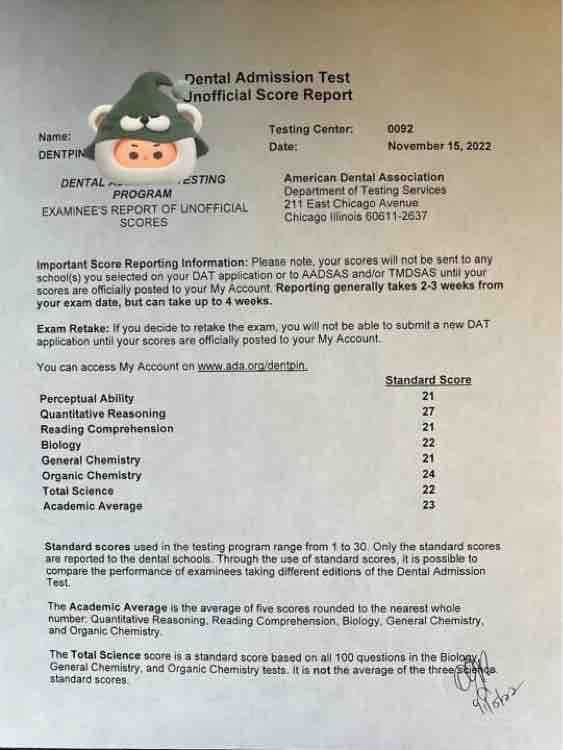 Dental Admission Test
Unofficial Score Report
Name:
Testing Center: 0092
DENTPIN
Date: November 15, 2022
DENTAL TESTING
PROGRAM
EXAMINEE'S REPORT OF UNOFFICIAL
SCORES
American Dental Association
Department of Testing Services
211 East Chicago Avenue
Chicago Illinois 60611-2637
Important Score Reporting Information: Please note, your scores will not be sent to any
school(s) you selected on your DAT application or to AADSAS and/or TMDSAS until your
scores are officially posted to your My Account. Reporting generally takes 2-3 weeks from
your exam date, but can take up to 4 weeks.
Exam Retake: If you decide to retake the exam, you will not be able to submit a new DAT
application until your scores are officially posted to your My Account.
You can access My Account on www.ada.org/dentpin.
Standard Score
Perceptual Ability 21
Quantitative Reasoning 27
Reading Comprehension 21
Biology 22
General Chemistry 21
Organic Chemistry 24
Total Science 22
Academic Average 23
Standard scores used in the testing program range from 1 to 30. Only the standard scores
are reported to the dental schools. Through the use of standard scores, it is possible to
compare the performance of examinees taking different editions of the Dental Admission
Test.
The Academic Average is the average of five scores rounded to the nearest whole
number: Quantitative Reasoning, Reading Comprehension, Biology, General Chemistry,
and Organic Chemistry.
The Total Science score is a standard score based on all 100 questions in the Biology,
General Chemistry, and Organic Chemistry tests. It is not the average of the three science
standard scores.